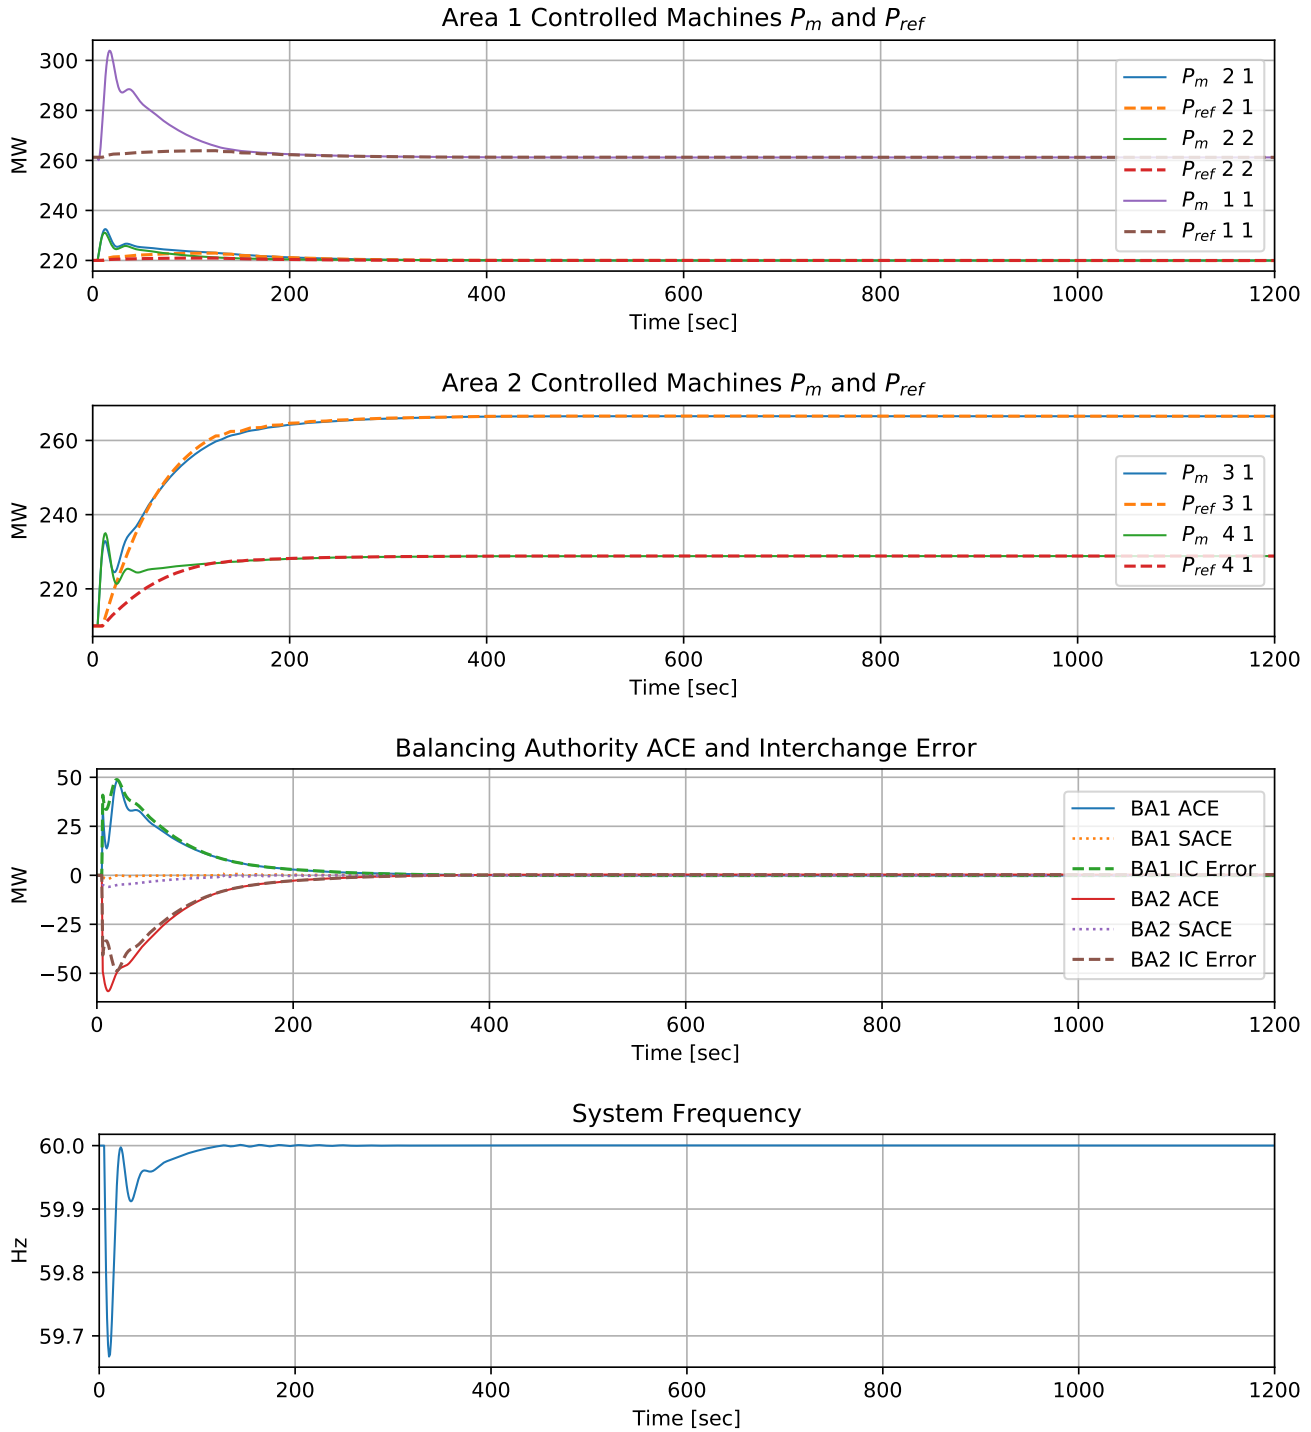 Area 1 Controlled Machines P_m and P_ref
300
280
260
240
220
MW
P_m 2 1
P_ref 2 1
P_m 2 2
P_ref 2 2
P_m 1 1
P_ref 1 1
0 200 400 600 800 1000 1200
Time [sec]
Area 2 Controlled Machines P_m and P_ref
260
240
220
MW
P_m 3 1
P_ref 3 1
P_m 4 1
P_ref 4 1
0 200 400 600 800 1000 1200
Time [sec]
Balancing Authority ACE and Interchange Error
50
25
0
−25
−50
MW
BA1 ACE
BA1 SACE
BA1 IC Error
BA2 ACE
BA2 SACE
BA2 IC Error
0 200 400 600 800 1000 1200
Time [sec]
System Frequency
60.0
59.9
59.8
59.7
Hz
0 200 400 600 800 1000 1200
Time [sec]